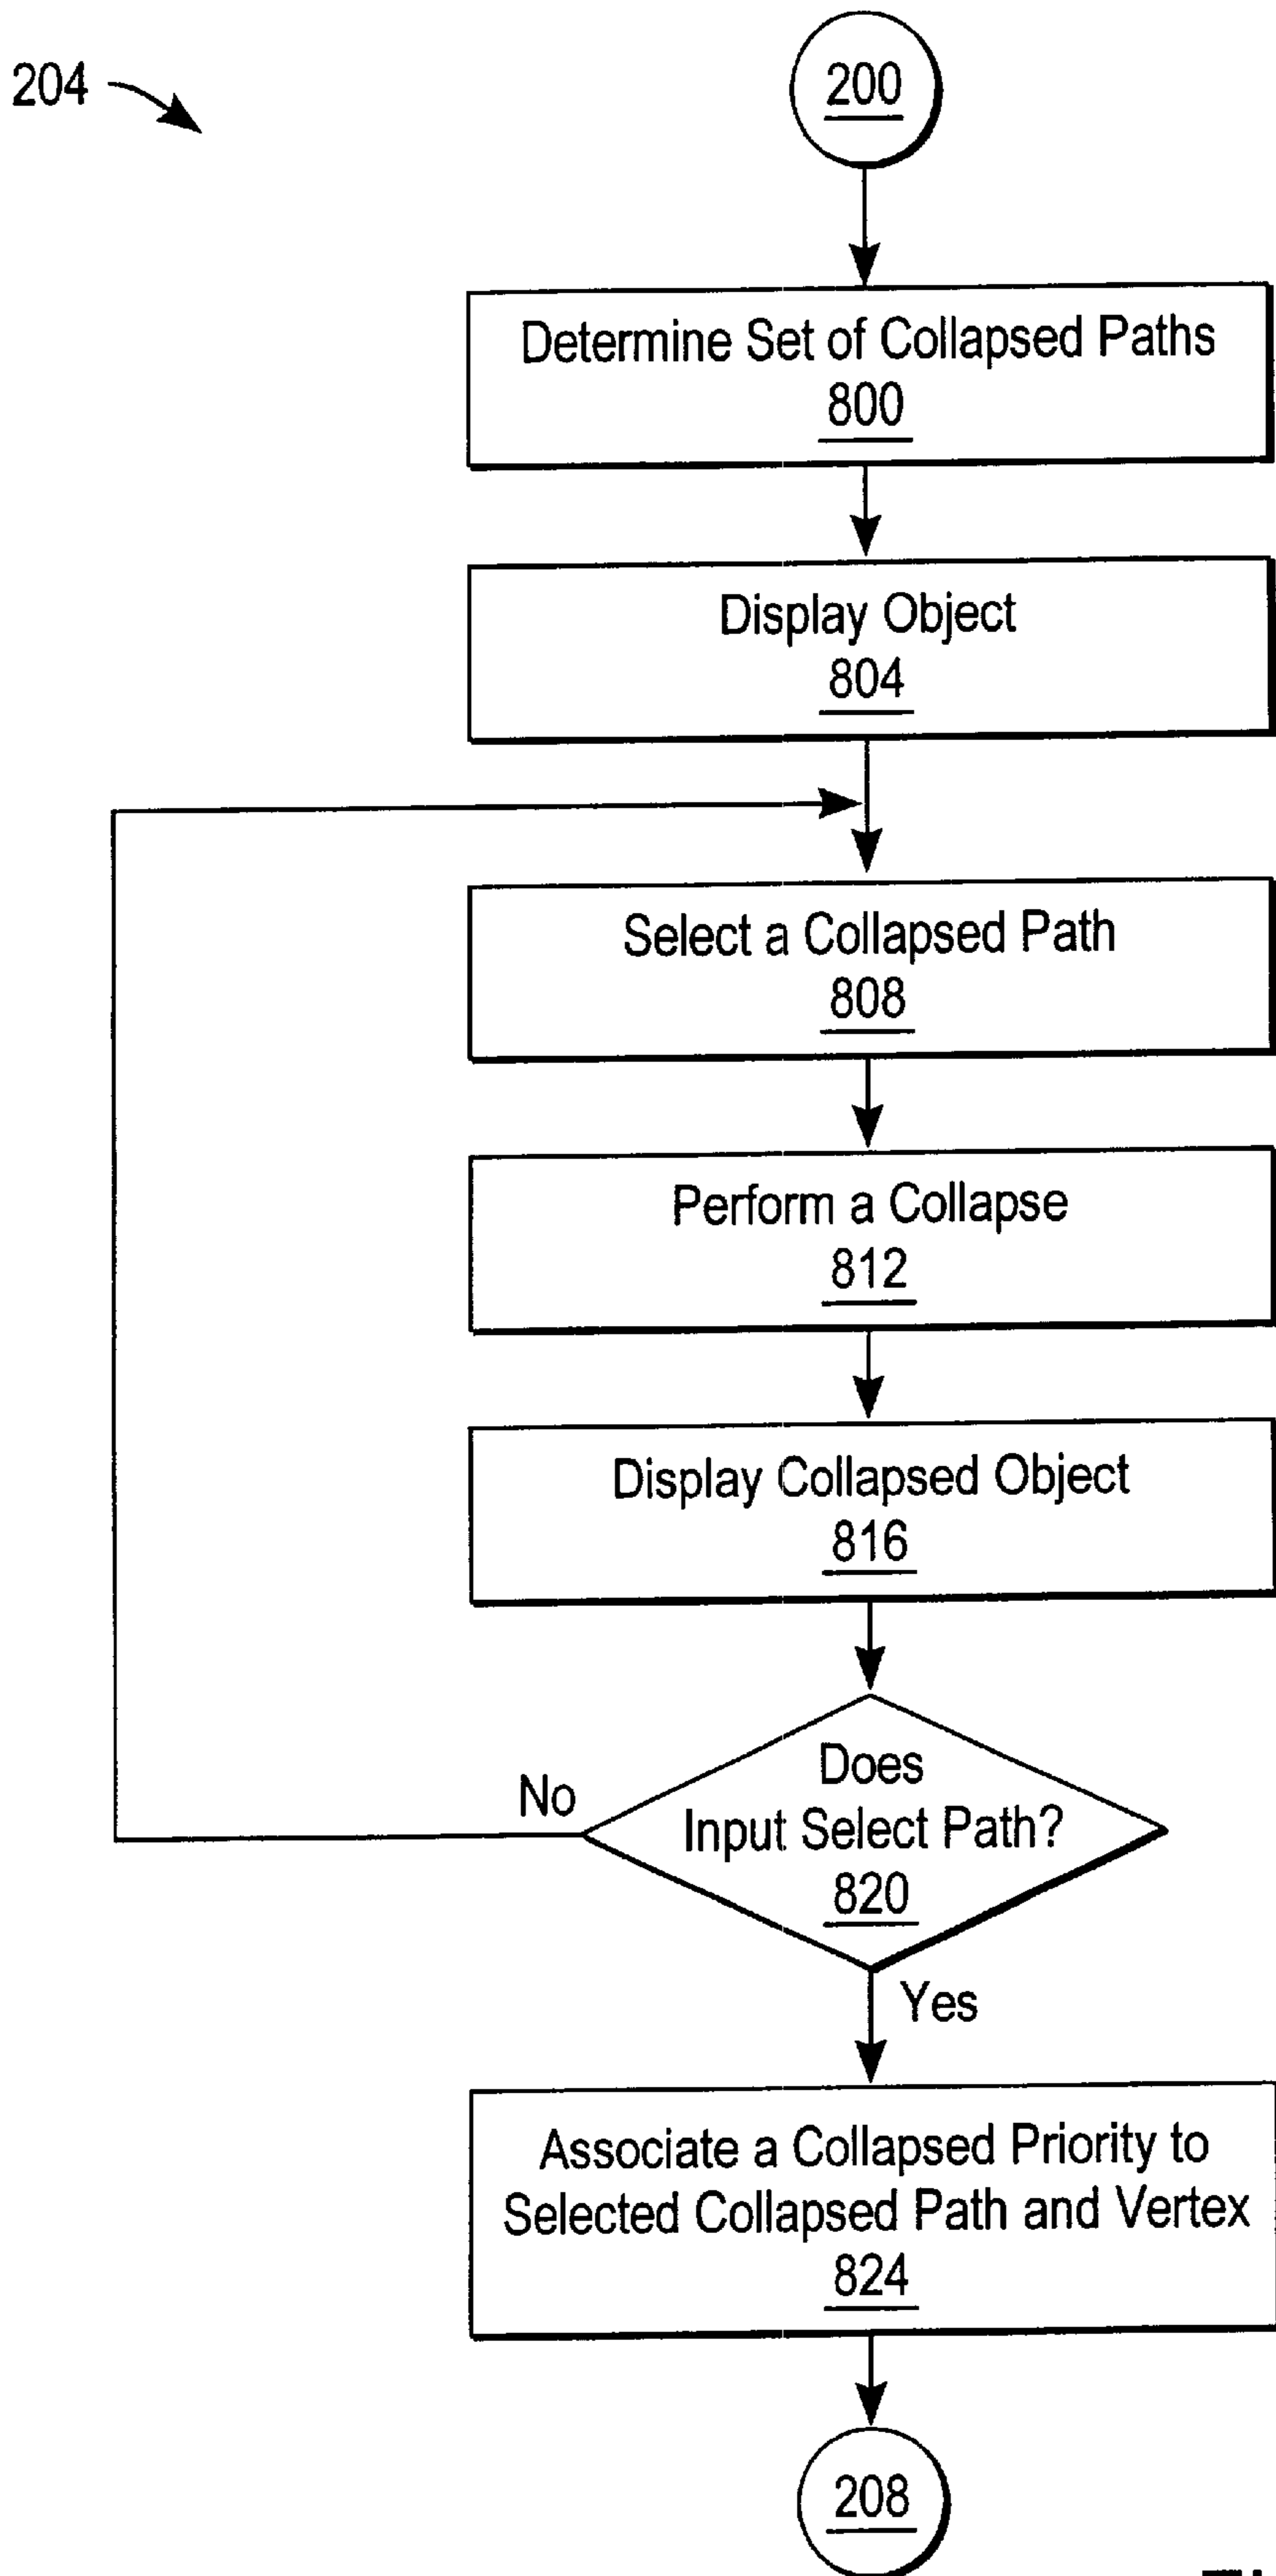 204
200
Determine Set of Collapsed Paths
800
Display Object
804
Select a Collapsed Path
808
Perform a Collapse
812
Display Collapsed Object
816
Does
No
Input Select Path?
820
Yes
Associate a Collapsed Priority to
Selected Collapsed Path and Vertex
824
208